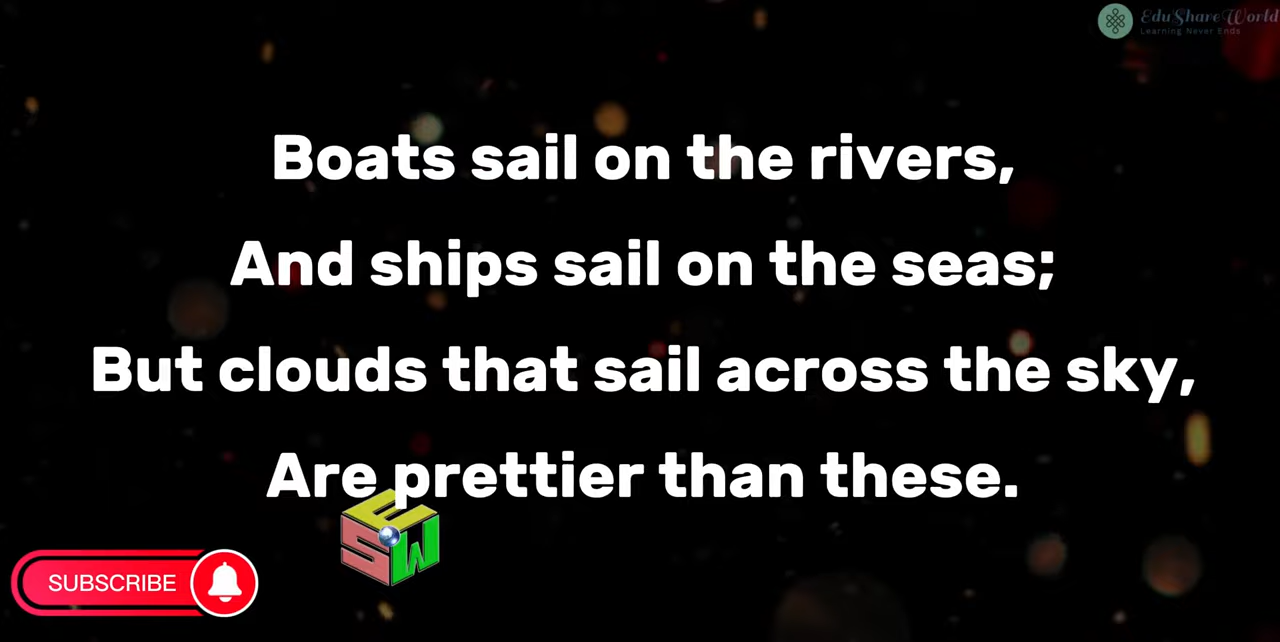 EduShareWorld
Learning Never Ends
Boats sail on the rivers,
And ships sail on the seas;
But clouds that sail across the sky,
Are prettier than these.
ESW
SUBSCRIBE